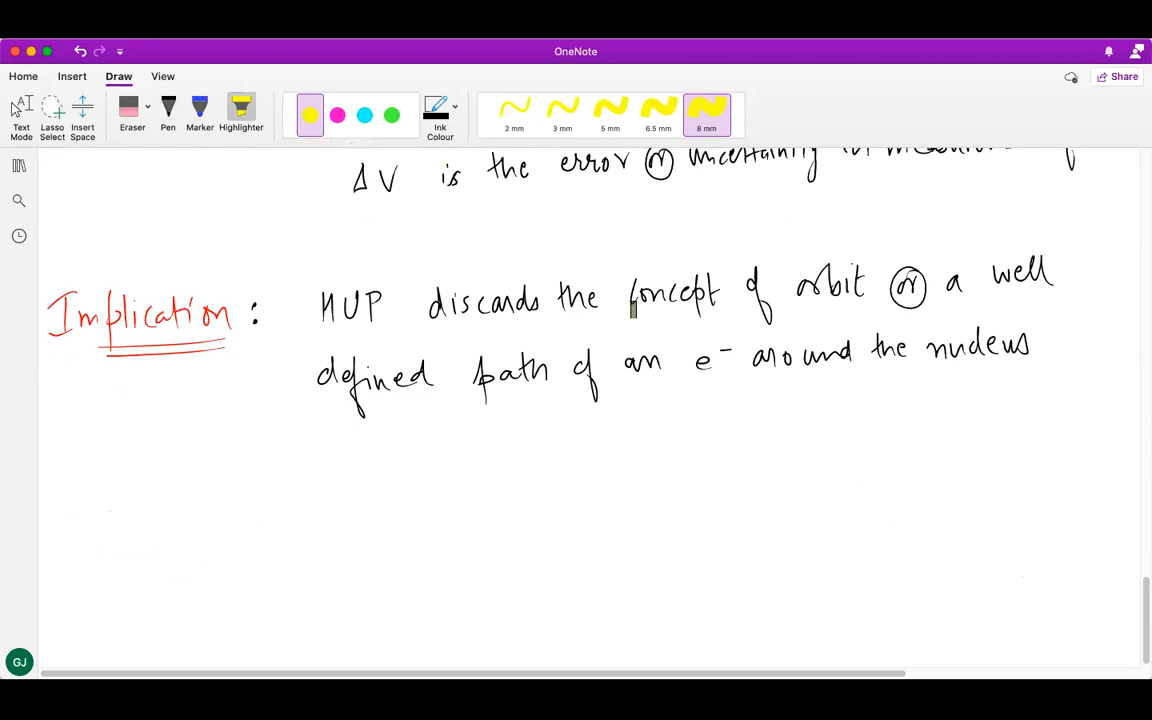 OneNote
Home Insert Draw View
Share
Text Mode
Lasso Select
Insert Space
Eraser
Pen
Marker
Highlighter
Ink Colour
2 mm
3 mm
5 mm
6.5 mm
8 mm
ΔV is the error or uncertainity in
Implication : HUP discards the concept of orbit or a well
defined path of an e⁻ around the nucleus
GJ